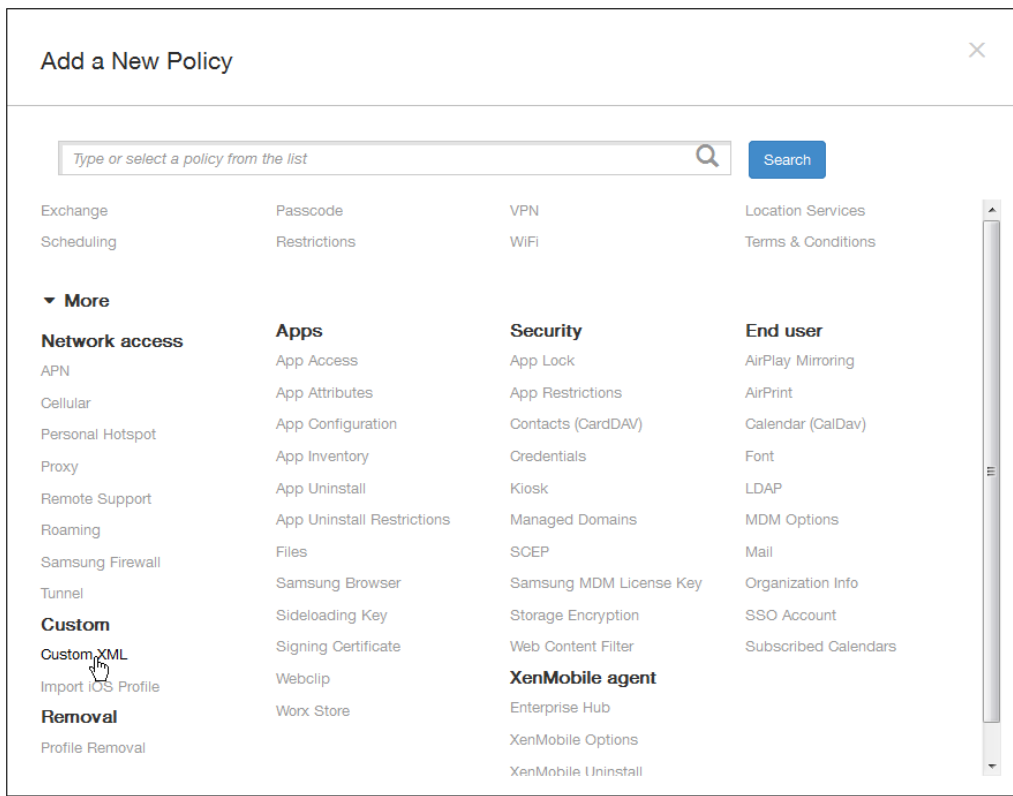 Add a New Policy
Type or select a policy from the list
Search
Exchange
Passcode
VPN
Location Services
Scheduling
Restrictions
WiFi
Terms & Conditions
More
Network access
APN
Cellular
Personal Hotspot
Proxy
Remote Support
Roaming
Samsung Firewall
Tunnel
Custom
Custom XML
Import iOS Profile
Removal
Profile Removal
Apps
App Access
App Attributes
App Configuration
App Inventory
App Uninstall
App Uninstall Restrictions
Files
Samsung Browser
Sideloading Key
Signing Certificate
Webclip
Worx Store
Security
App Lock
App Restrictions
Contacts (CardDAV)
Credentials
Kiosk
Managed Domains
SCEP
Samsung MDM License Key
Storage Encryption
Web Content Filter
XenMobile agent
Enterprise Hub
XenMobile Options
XenMobile Uninstall
End user
AirPlay Mirroring
AirPrint
Calendar (CalDav)
Font
LDAP
MDM Options
Mail
Organization Info
SSO Account
Subscribed Calendars